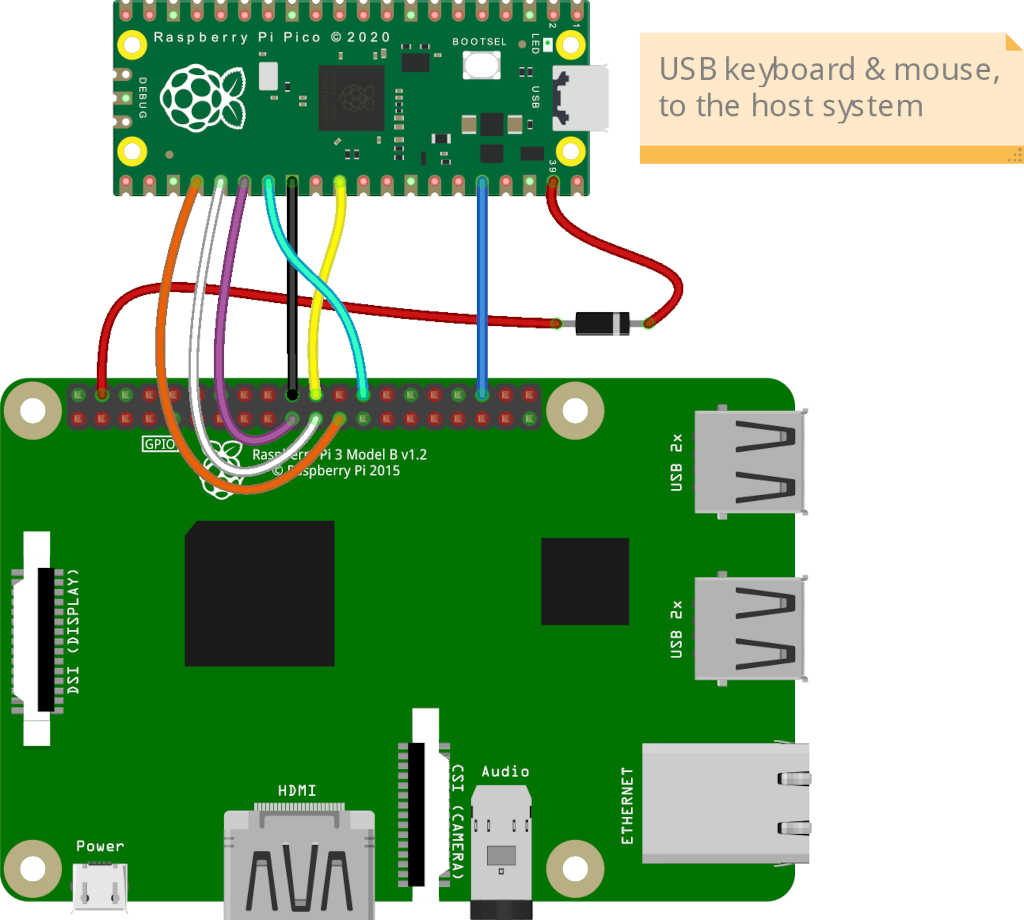 Raspberry Pi Pico © 2020
BOOTSEL
LED
2
1
DEBUG
USB
39
USB keyboard & mouse,
to the host system
GPIO
Raspberry Pi 3 Model B v1.2
© Raspberry Pi 2015
USB 2x
DSI (DISPLAY)
USB 2x
HDMI
CSI (CAMERA)
Audio
ETHERNET
Power